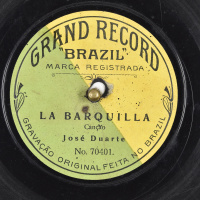 GRAND RECORD
"BRAZIL"
MARCA REGISTRADA
LA BARQUILLA
Canção
José Duarte
No. 70401.
GRAVAÇÃO ORIGINAL FEITA NO BRAZIL